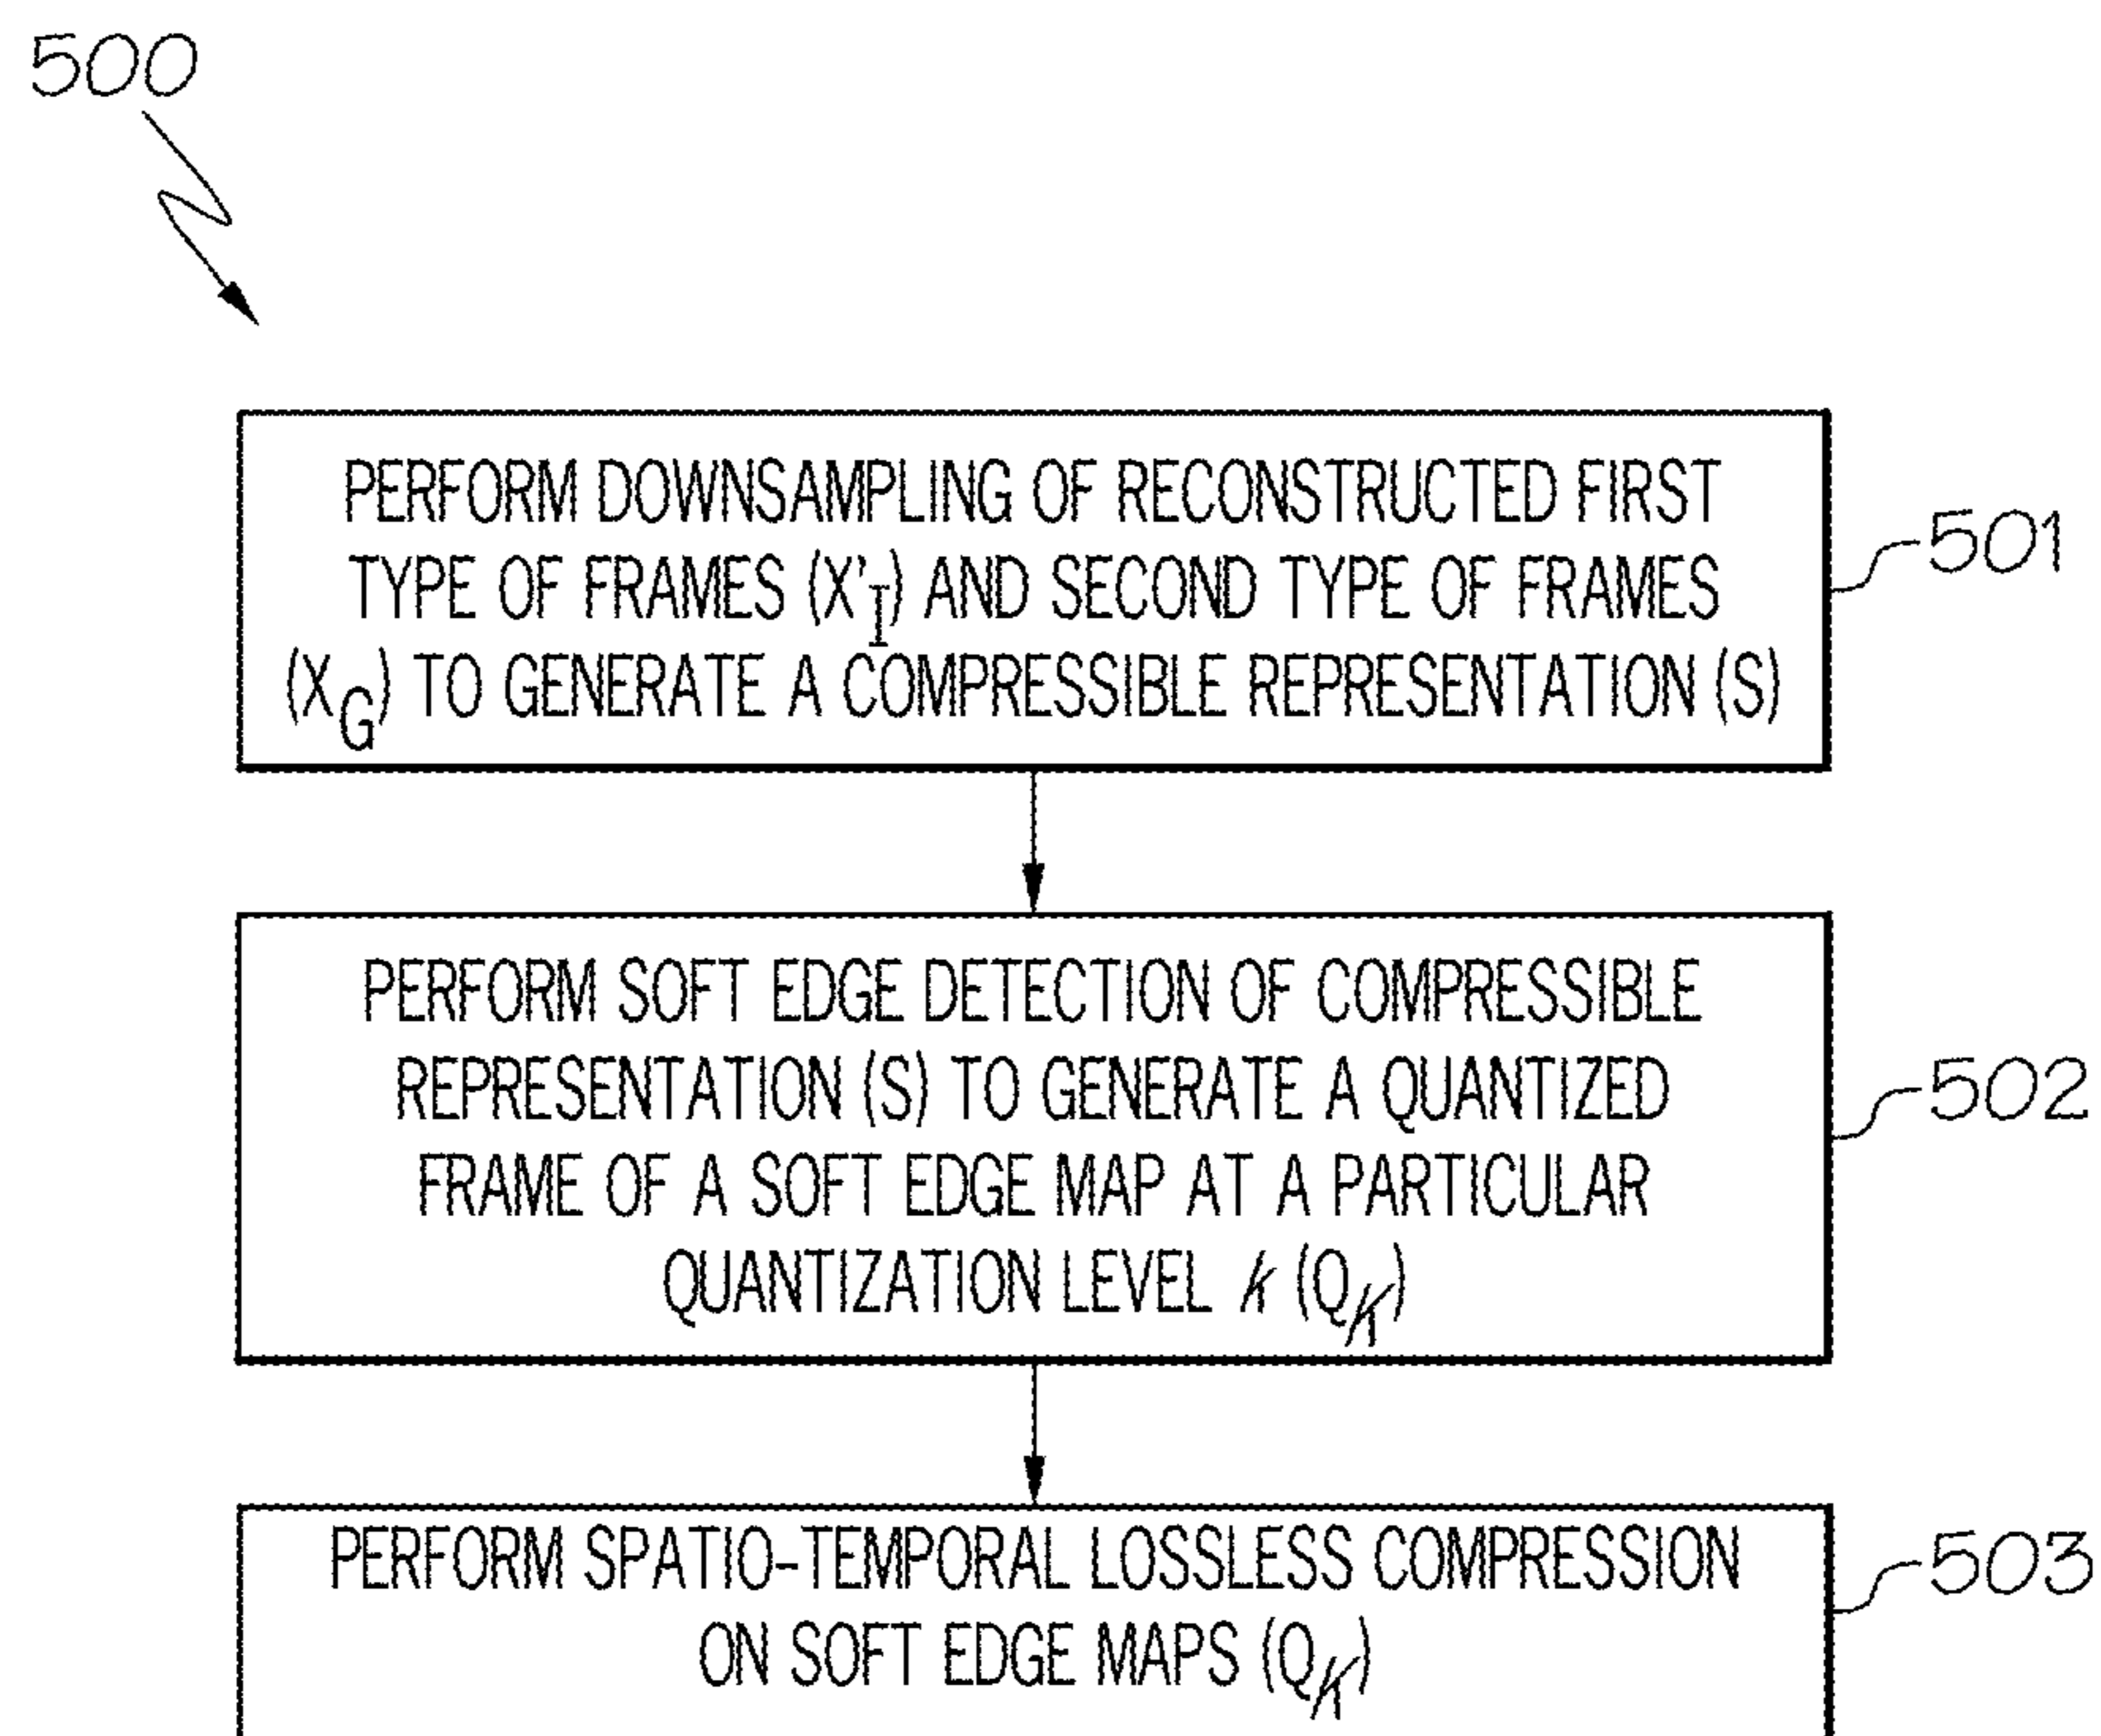 500
PERFORM DOWNSAMPLING OF RECONSTRUCTED FIRST
TYPE OF FRAMES (X'I) AND SECOND TYPE OF FRAMES
(XG) TO GENERATE A COMPRESSIBLE REPRESENTATION (S)
501
PERFORM SOFT EDGE DETECTION OF COMPRESSIBLE
REPRESENTATION (S) TO GENERATE A QUANTIZED
FRAME OF A SOFT EDGE MAP AT A PARTICULAR
QUANTIZATION LEVEL k (Qk)
502
PERFORM SPATIO-TEMPORAL LOSSLESS COMPRESSION
ON SOFT EDGE MAPS (Qk)
503